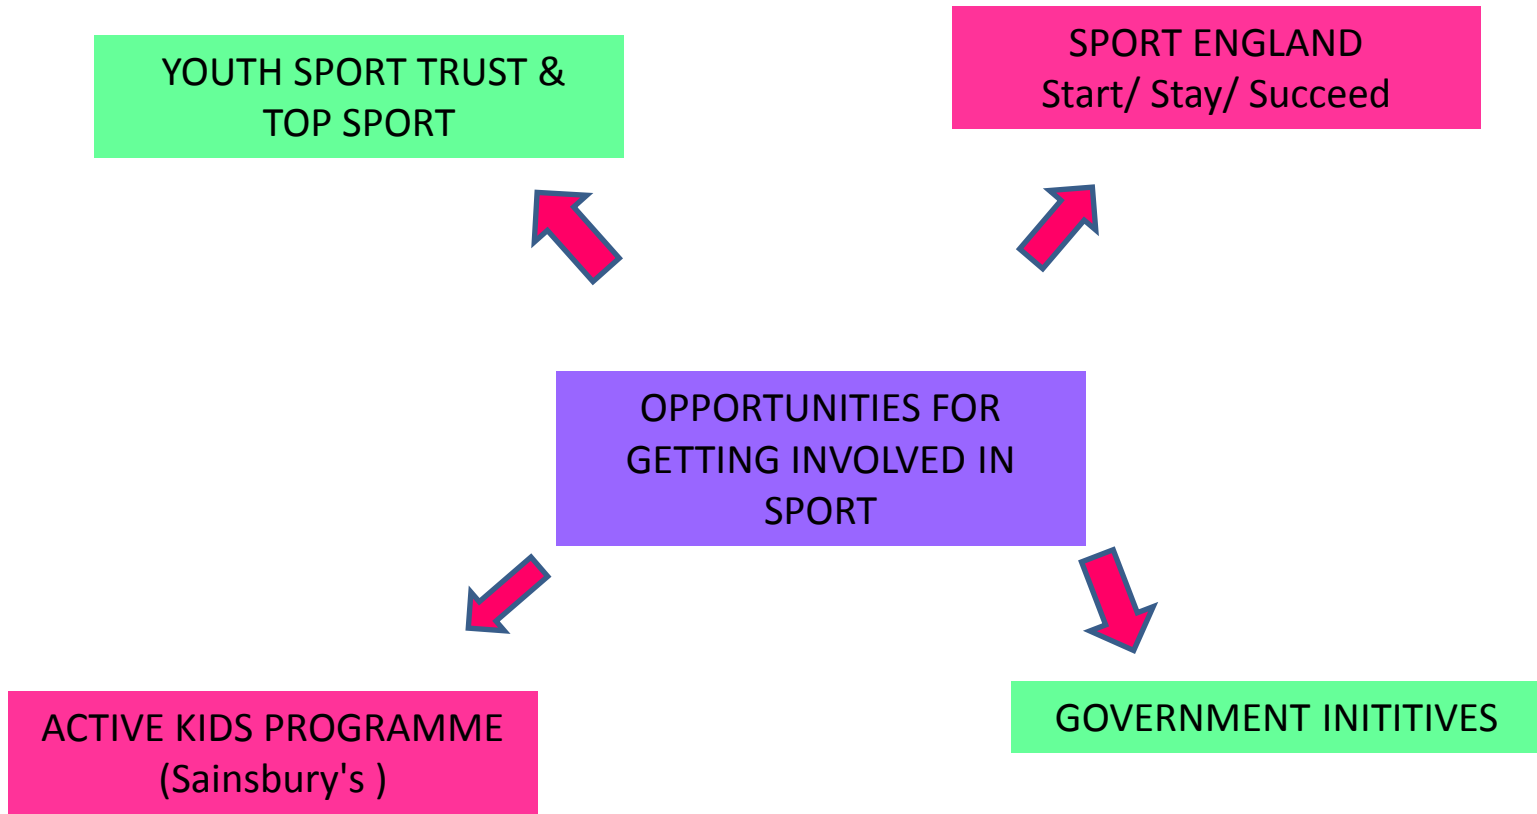 YOUTH SPORT TRUST &
TOP SPORT
SPORT ENGLAND
Start/ Stay/ Succeed
OPPORTUNITIES FOR
GETTING INVOLVED IN
SPORT
ACTIVE KIDS PROGRAMME
(Sainsbury's )
GOVERNMENT INITITIVES